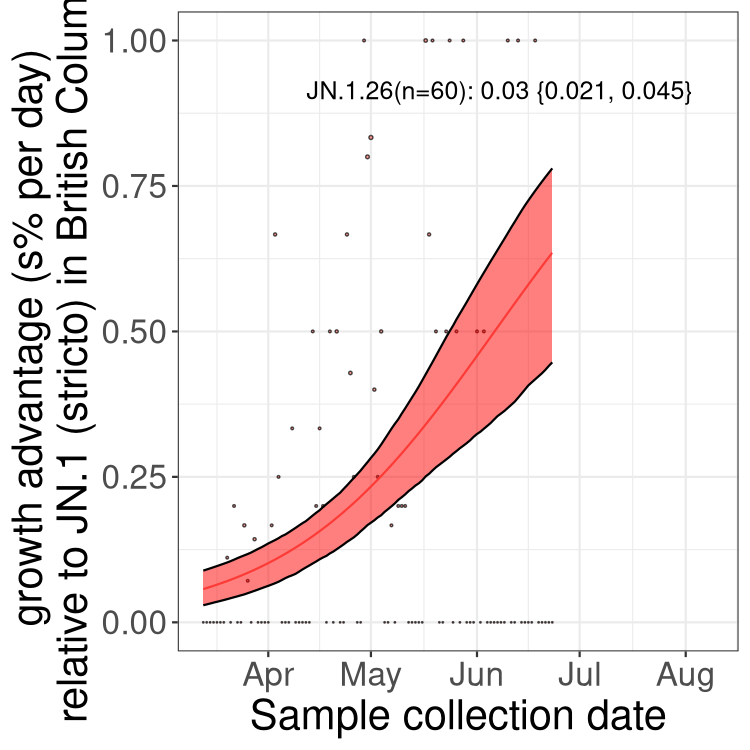 growth advantage (s% per day)
relative to JN.1 (stricto) in British Colum
1.00
0.75
0.50
0.25
0.00
JN.1.26(n=60): 0.03 {0.021, 0.045}
Apr May Jun Jul Aug
Sample collection date